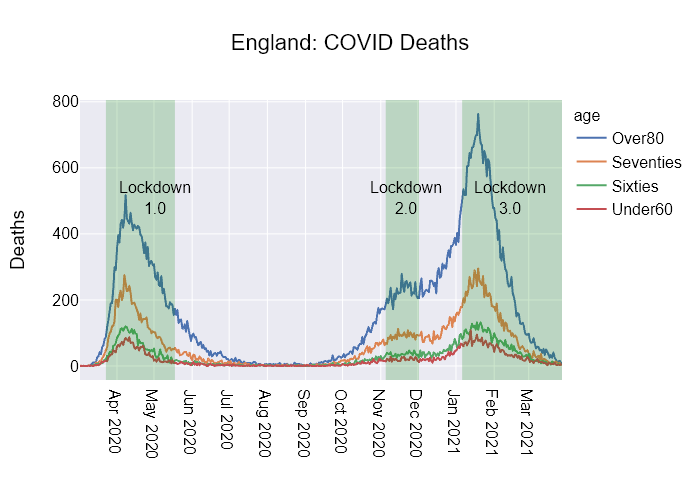 England: COVID Deaths
800
600
400
200
0
Deaths
Lockdown
1.0
Lockdown
2.0
Lockdown
3.0
age
Over80
Seventies
Sixties
Under60
Apr 2020
May 2020
Jun 2020
Jul 2020
Aug 2020
Sep 2020
Oct 2020
Nov 2020
Dec 2020
Jan 2021
Feb 2021
Mar 2021